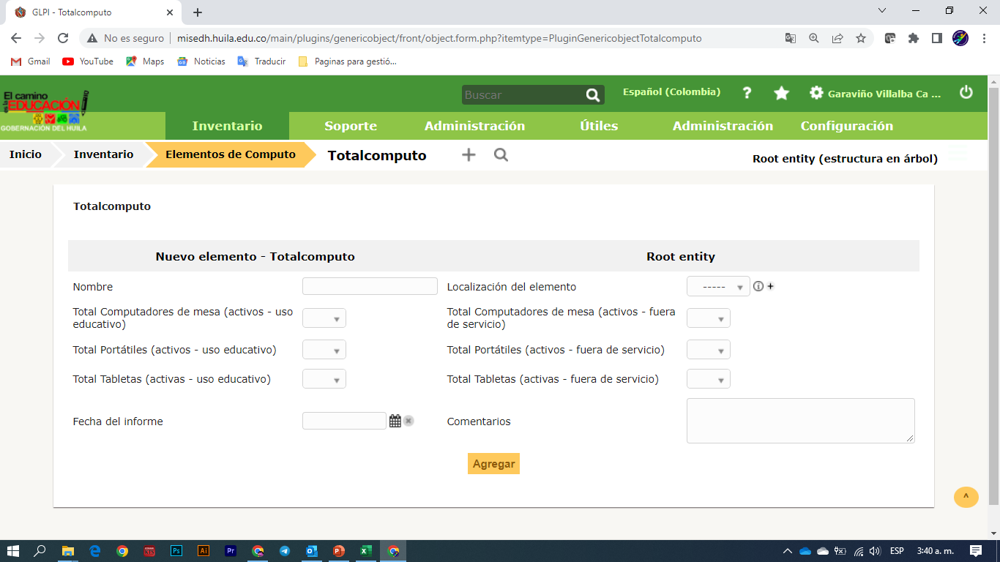 GLPI - Totalcomputo
No es seguro
misedh.huila.edu.co/main/plugins/genericobject/front/object.form.php?itemtype=PluginGenericobjectTotalcomputo
Gmail
YouTube
Maps
Noticias
Traducir
Paginas para gestió...
El camino
EDUCACIÓN
GOBERNACIÓN DEL HUILA
Buscar
Español (Colombia)
?
Garaviño Villalba Ca ...
Inventario
Soporte
Administración
Útiles
Administración
Configuración
Inicio
Inventario
Elementos de Computo
Totalcomputo
Root entity (estructura en árbol)
Totalcomputo
Nuevo elemento - Totalcomputo
Root entity
Nombre
Localización del elemento
-----
Total Computadores de mesa (activos - uso
educativo)
Total Computadores de mesa (activos - fuera
de servicio)
Total Portátiles (activos - uso educativo)
Total Portátiles (activos - fuera de servicio)
Total Tabletas (activas - uso educativo)
Total Tabletas (activas - fuera de servicio)
Fecha del informe
Comentarios
Agregar
^
Ps
Ai
Pr
ESP
3:40 a. m.